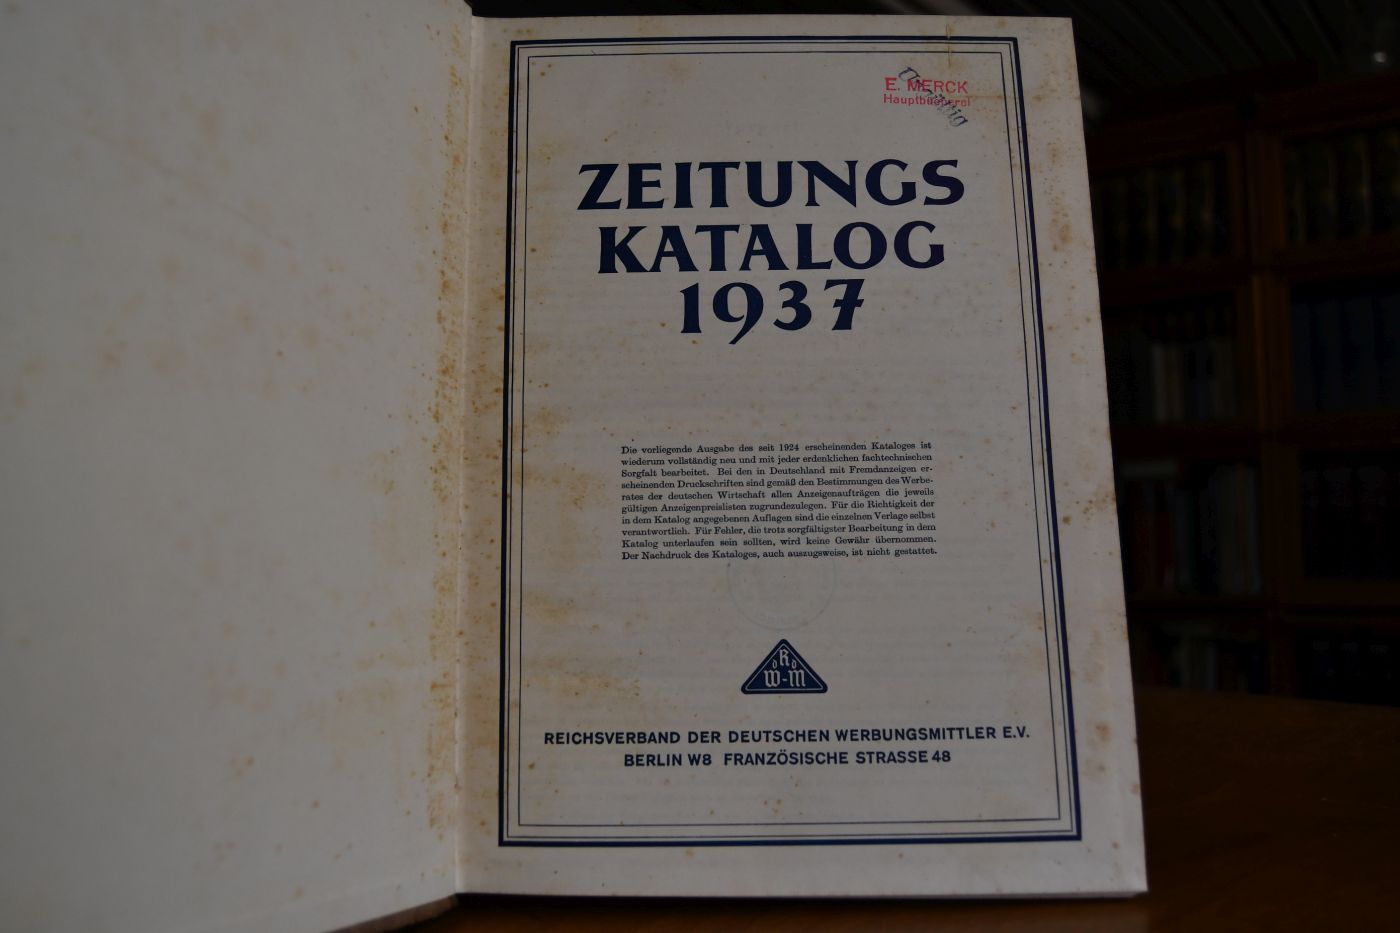 E. MERCK
Hauptbücherei
ZEITUNGS
KATALOG
1937
Die vorliegende Ausgabe des seit 1924 erscheinenden Kataloges ist
wiederum vollständig neu und mit jeder erdenklichen fachtechnischen
Sorgfalt bearbeitet. Bei den in Deutschland mit Fremdanzeigen er-
scheinenden Druckschriften sind gemäß den Bestimmungen des Werbe-
rates der deutschen Wirtschaft allen Anzeigenaufträgen die jeweils
gültigen Anzeigenpreislisten zugrundezulegen. Für die Richtigkeit der
in dem Katalog angegebenen Auflagen sind die einzelnen Verlage selbst
verantwortlich. Für Fehler, die trotz sorgfältigster Bearbeitung in dem
Katalog unterlaufen sein sollten, wird keine Gewähr übernommen.
Der Nachdruck des Kataloges, auch auszugsweise, ist nicht gestattet.
dRd
W-M
REICHSVERBAND DER DEUTSCHEN WERBUNGSMITTLER E.V.
BERLIN W8 FRANZÖSISCHE STRASSE 48